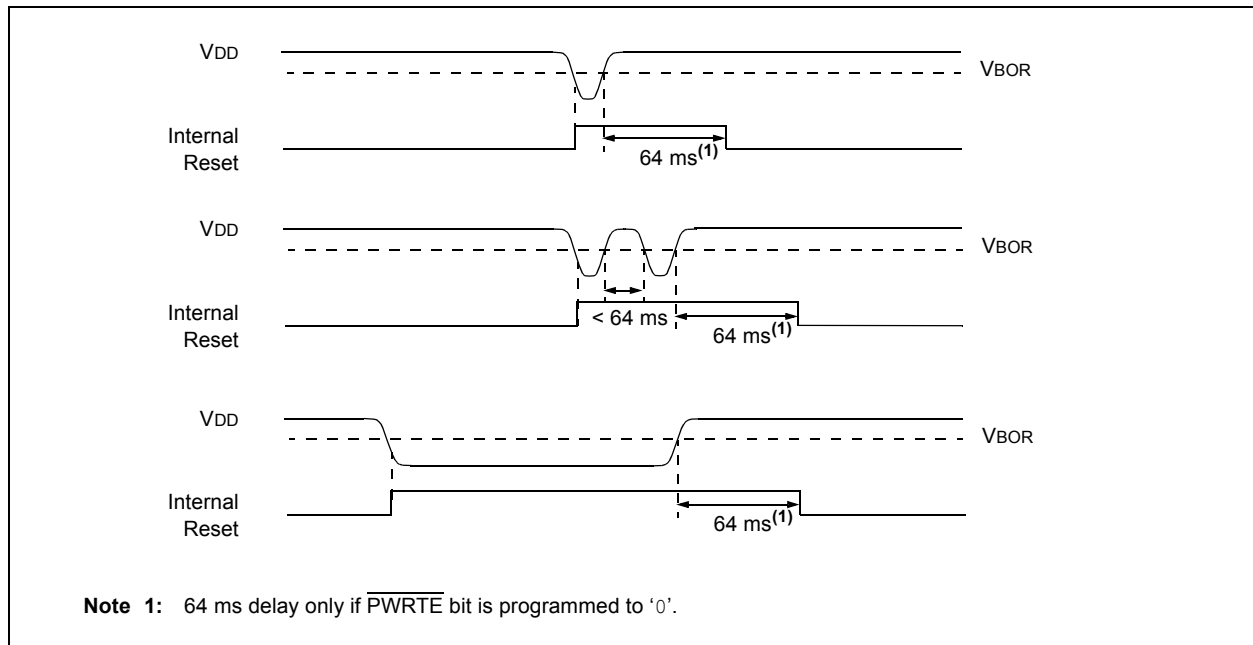 VDD
VBOR
Internal
Reset
64 ms(1)
VDD
VBOR
Internal
Reset
< 64 ms
64 ms(1)
VDD
VBOR
Internal
Reset
64 ms(1)
Note 1: 64 ms delay only if PWRTE bit is programmed to ‘0’.